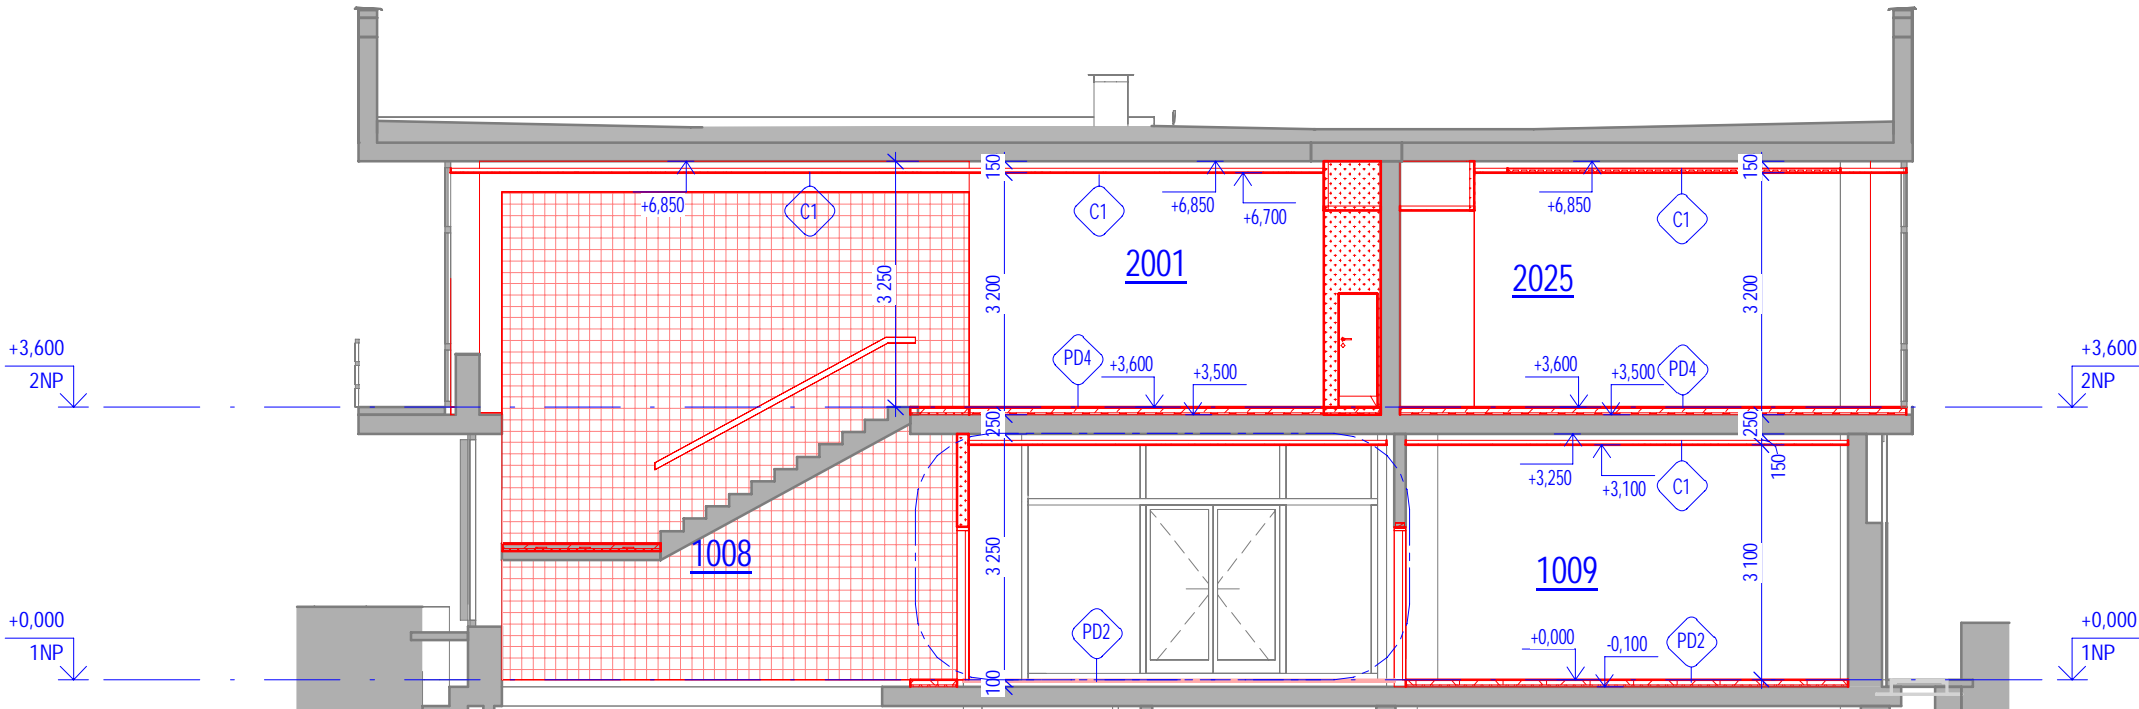 150
150
+6,850
C1
C1
+6,850
+6,700
+6,850
C1
2001
2025
3 250
3 200
3 200
+3,600
2NP
PD4
+3,600
+3,500
+3,600
+3,500
PD4
+3,600
2NP
250
250
+3,250
+3,100
C1
150
1008
3 250
1009
3 100
+0,000
1NP
PD2
+0,000
-0,100
PD2
+0,000
1NP
100